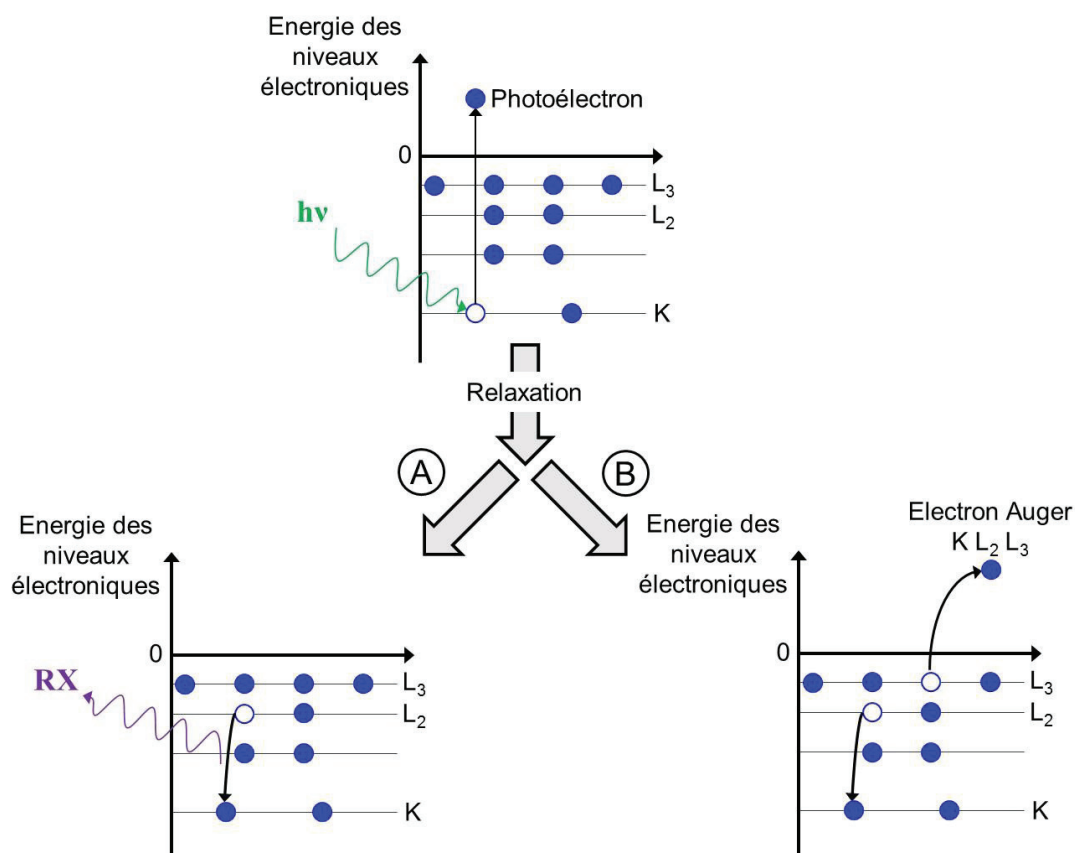 Energie des
niveaux
électroniques
Photoélectron
0
L3
L2
hν
K
Relaxation
A
B
Energie des
niveaux
électroniques
0
RX
L3
L2
K
Energie des
niveaux
électroniques
Electron Auger
K L2 L3
0
L3
L2
K